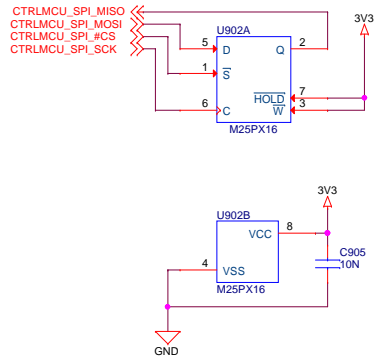 CTRLMCU_SPI_MISO
CTRLMCU_SPI_MOSI
CTRLMCU_SPI_#CS
CTRLMCU_SPI_SCK
U902A
3V3
5 D Q 2
1 S
6 C
HOLD 7
W 3
M25PX16
3V3
U902B
VCC 8
C905
10N
4 VSS
M25PX16
GND